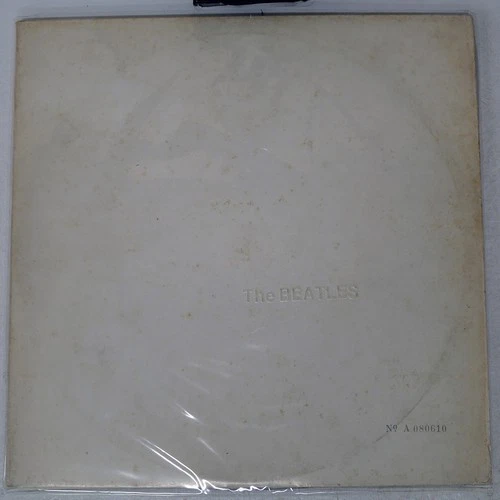 The BEATLES
Nº A 080610